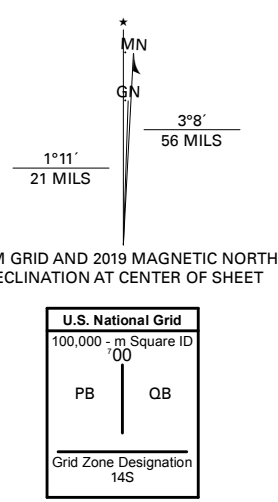 ★
MN
GN
3°8´
56 MILS
1°11´
21 MILS
M GRID AND 2019 MAGNETIC NORTH
ECLINATION AT CENTER OF SHEET
U.S. National Grid
100,000 - m Square ID
⁷00
PB QB
Grid Zone Designation
14S